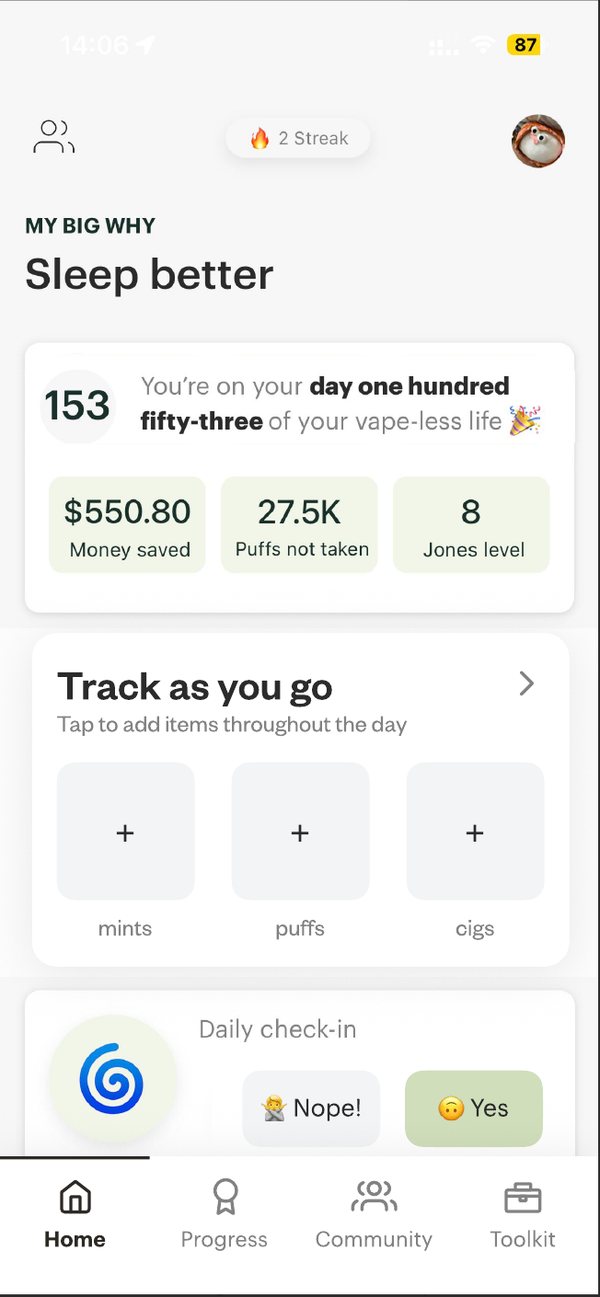 14:06
87
🔥 2 Streak
MY BIG WHY
Sleep better
153
You're on your day one hundred
fifty-three of your vape-less life 🎉
$550.80
Money saved
27.5K
Puffs not taken
8
Jones level
Track as you go
Tap to add items throughout the day
+ + +
mints puffs cigs
Daily check-in
🙅 Nope! 🙃 Yes
Home Progress Community Toolkit